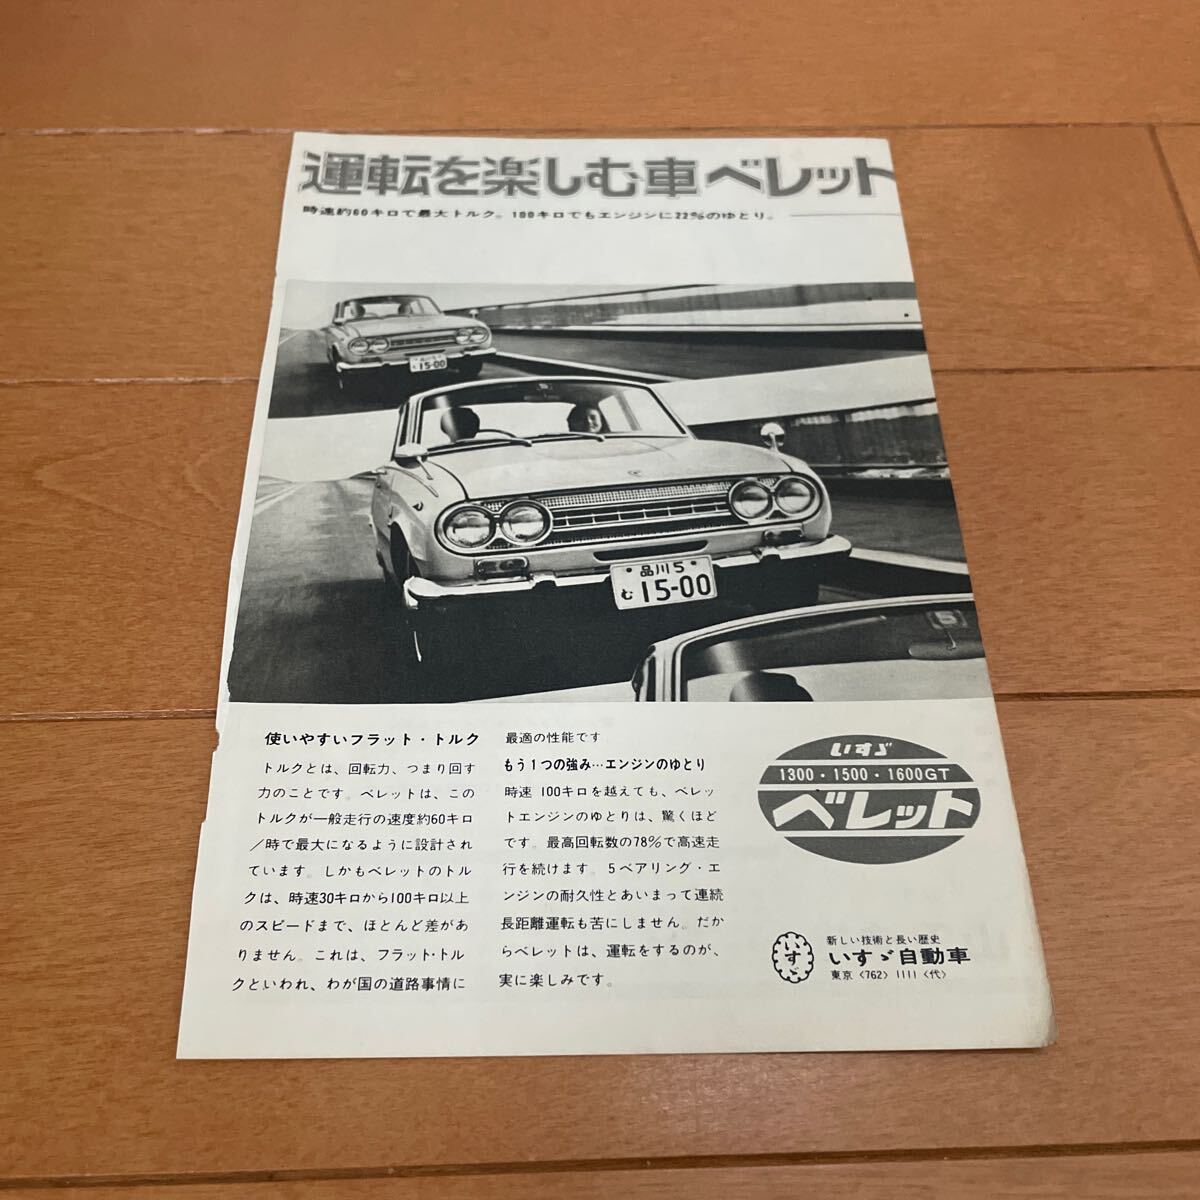 運転を楽しむ車ベレット
時速約60キロで最大トルク。100キロでもエンジンに22%のゆとり。
15-00
品川5
む 15-00
使いやすいフラット・トルク
トルクとは、回転力、つまり回す
力のことです。ベレットは、この
トルクが一般走行の速度約60キロ
/時で最大になるように設計され
ています。しかもベレットのトル
クは、時速30キロから100キロ以上
のスピードまで、ほとんど差があ
りません。これは、フラット・トル
クといわれ、わが国の道路事情に
最適の性能です
もう1つの強み…エンジンのゆとり
時速 100キロを越えても、ベレッ
トエンジンのゆとりは、驚くほど
です。最高回転数の78%で高速走
行を続けます。5ベアリング・エ
ンジンの耐久性とあいまって連続
長距離運転も苦にしません。だか
らベレットは、運転をするのが、
実に楽しみです。
いすゞ
1300・1500・1600GT
ベレット
いすゞ
新しい技術と長い歴史
いすゞ自動車
東京〈762〉1111〈代〉